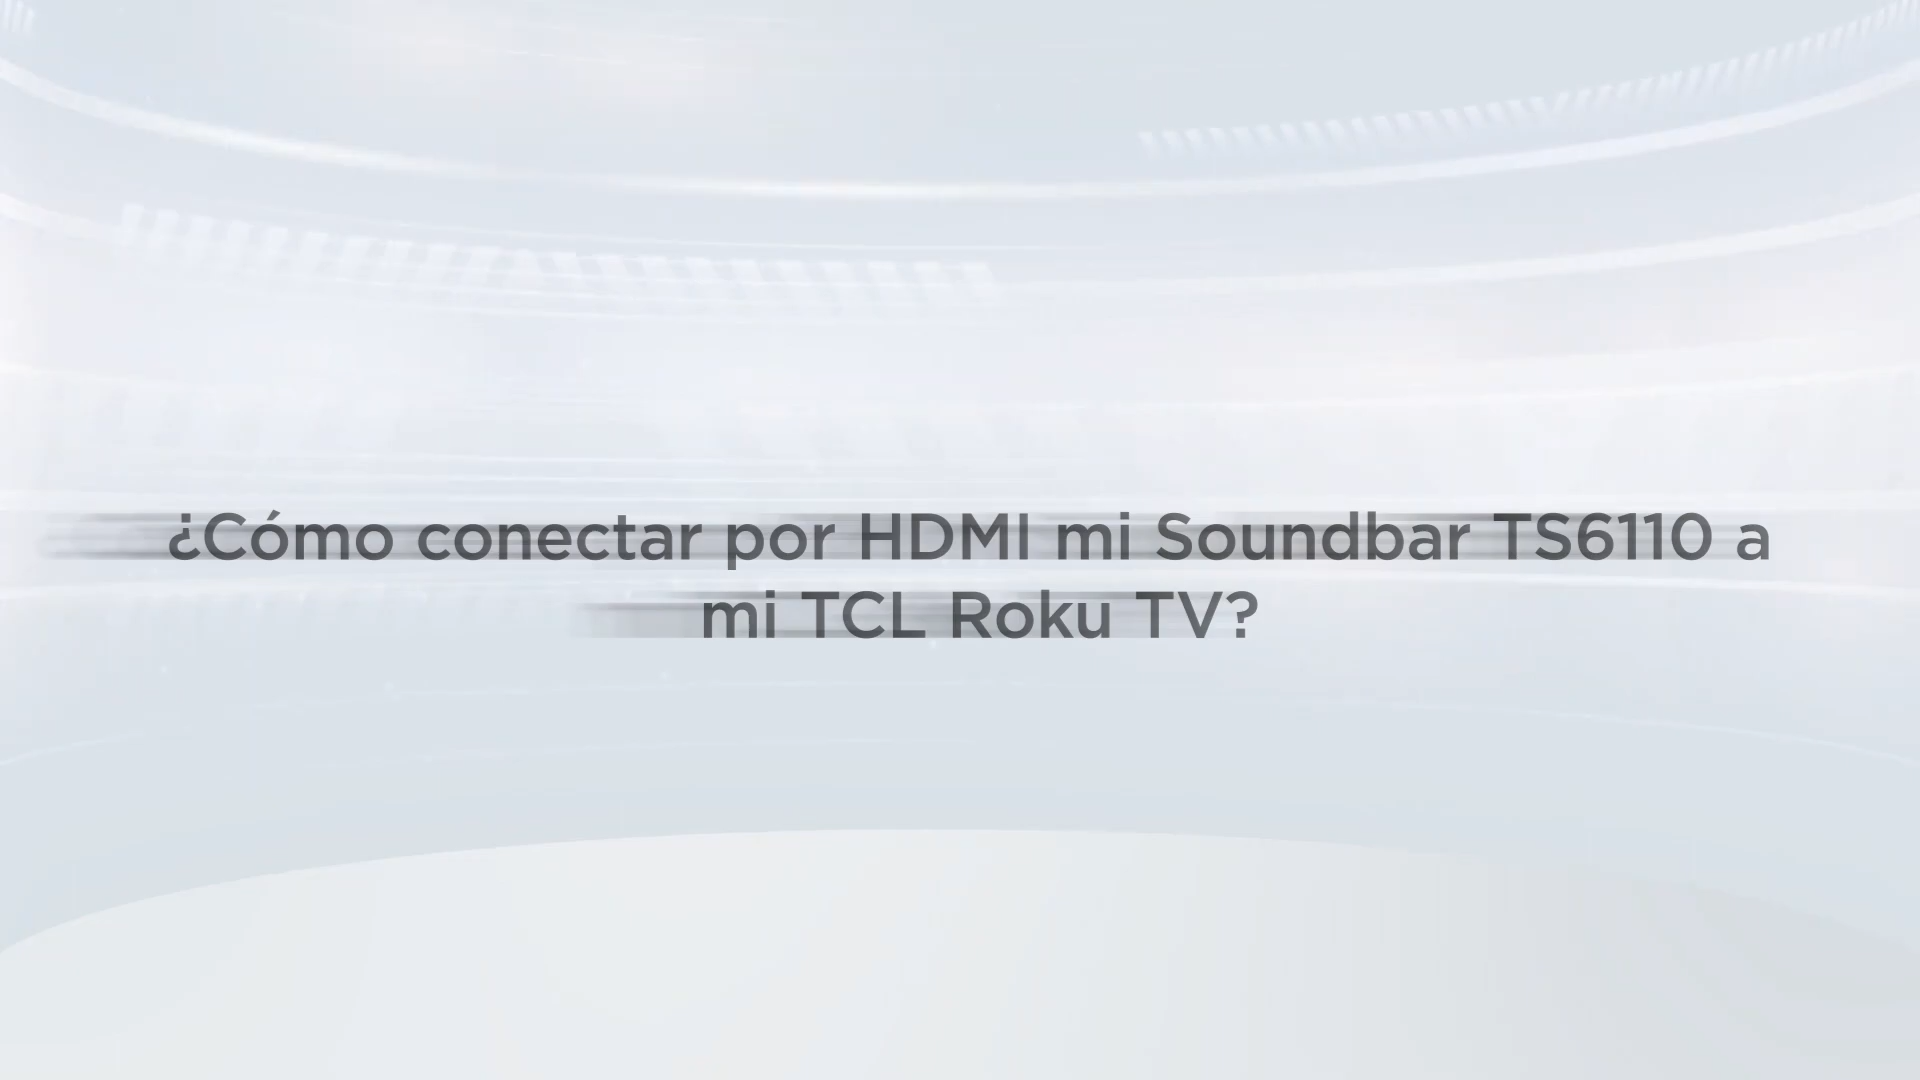 ¿Cómo conectar por HDMI mi Soundbar TS6110 a
mi TCL Roku TV?